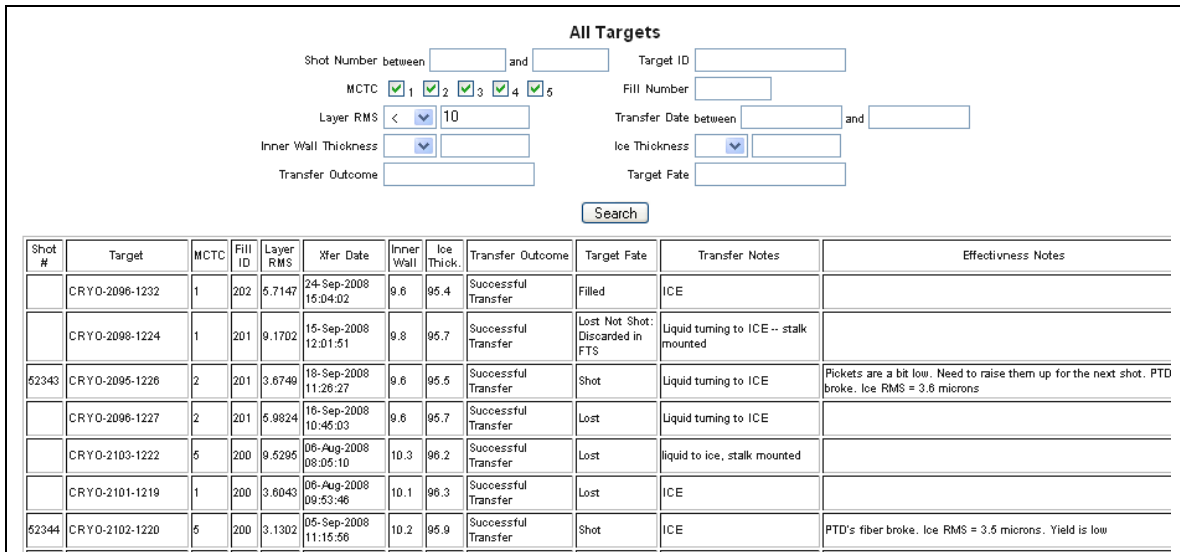 All Targets
Shot Number between and Target ID
MCTC 1 2 3 4 5 Fill Number
Layer RMS < 10 Transfer Date between and
Inner Wall Thickness Ice Thickness
Transfer Outcome Target Fate
Search
Shot # Target MCTC Fill ID Layer RMS Xfer Date Inner Wall Ice Thick. Transfer Outcome Target Fate Transfer Notes Effectivness Notes
CRYO-2096-1232 1 202 5.7147 24-Sep-2008 15:04:02 9.6 95.4 Successful Transfer Filled ICE
CRYO-2098-1224 1 201 9.1702 15-Sep-2008 12:01:51 9.8 95.7 Successful Transfer Lost Not Shot: Discarded in FTS Liquid turning to ICE -- stalk mounted
52343 CRYO-2095-1226 2 201 3.6749 18-Sep-2008 11:26:27 9.6 95.5 Successful Transfer Shot Liquid turning to ICE Pickets are a bit low. Need to raise them up for the next shot. PTD broke. Ice RMS = 3.6 microns
CRYO-2096-1227 2 201 5.9824 16-Sep-2008 10:45:03 9.6 95.7 Successful Transfer Lost Liquid turning to ICE
CRYO-2103-1222 5 200 9.5295 06-Aug-2008 08:05:10 10.3 96.2 Successful Transfer Lost liquid to ice, stalk mounted
CRYO-2101-1219 1 200 3.6043 06-Aug-2008 09:53:46 10.1 96.3 Successful Transfer Lost ICE
52344 CRYO-2102-1220 5 200 3.1302 05-Sep-2008 11:15:56 10.2 95.9 Successful Transfer Shot ICE PTD's fiber broke. Ice RMS = 3.5 microns. Yield is low